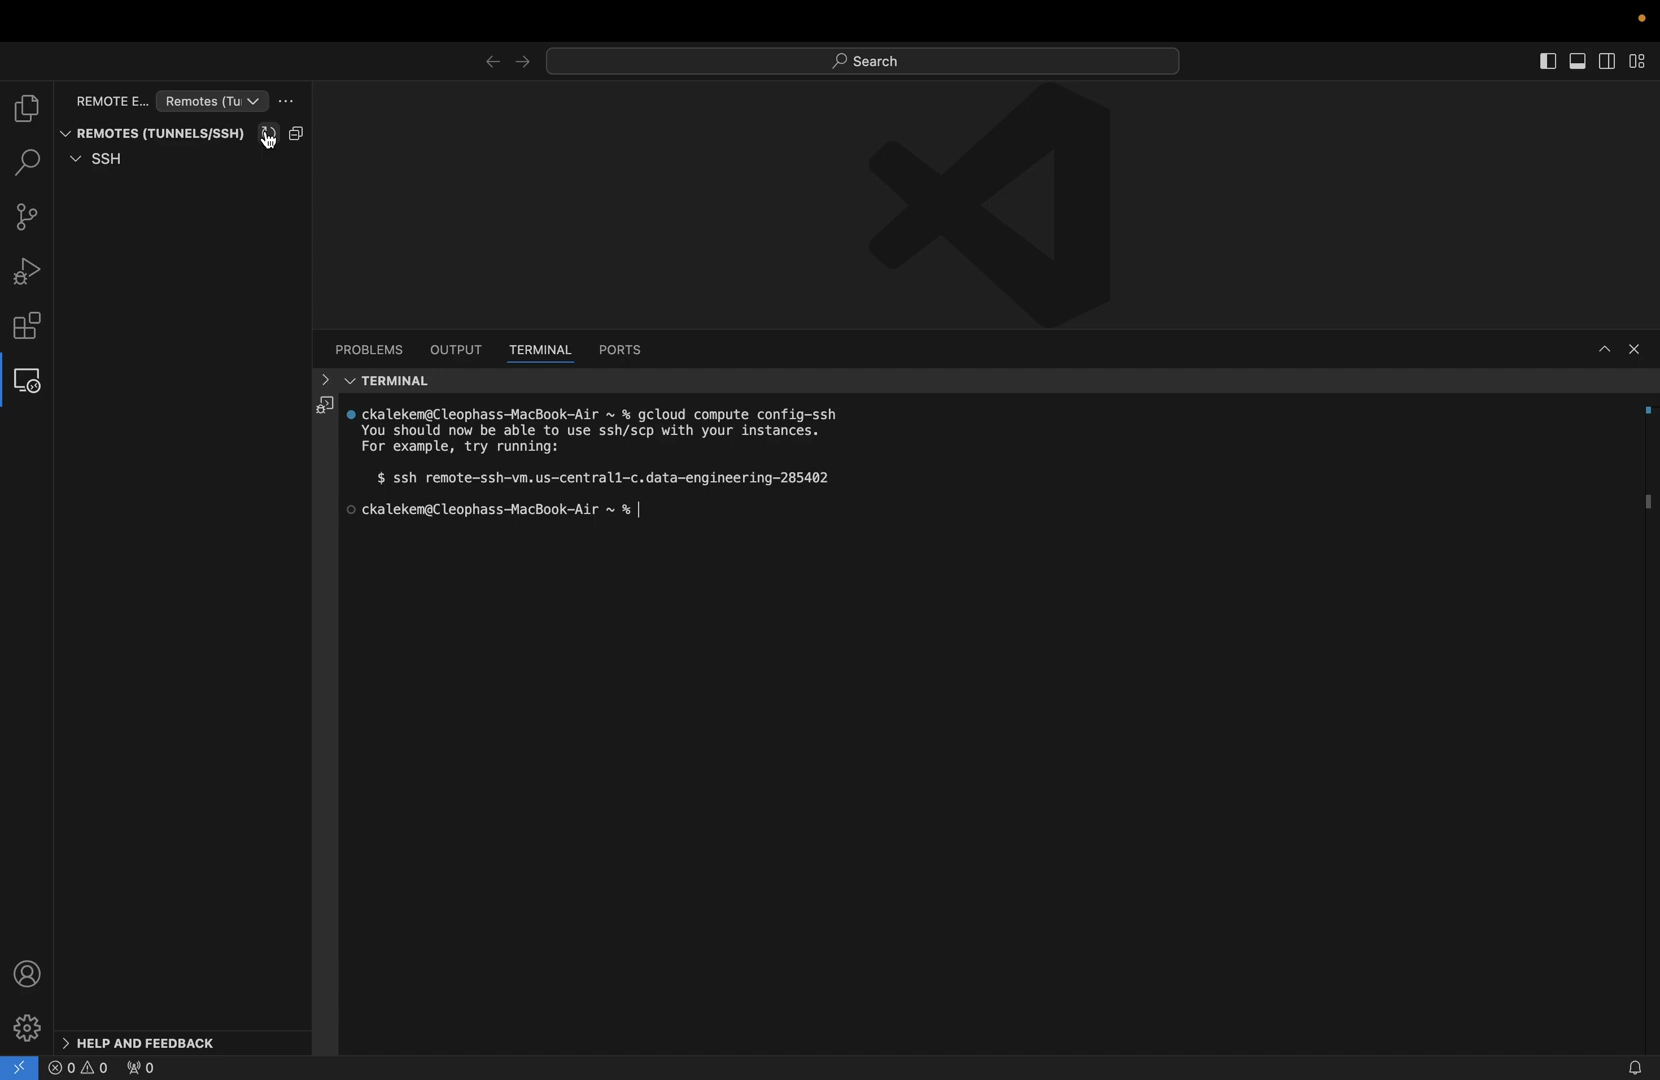 Search
REMOTE E... Remotes (Tu
REMOTES (TUNNELS/SSH)
SSH
PROBLEMS OUTPUT TERMINAL PORTS
TERMINAL
ckalekem@Cleophass-MacBook-Air ~ % gcloud compute config-ssh
You should now be able to use ssh/scp with your instances.
For example, try running:
$ ssh remote-ssh-vm.us-central1-c.data-engineering-285402
ckalekem@Cleophass-MacBook-Air ~ %
HELP AND FEEDBACK
0 0 0